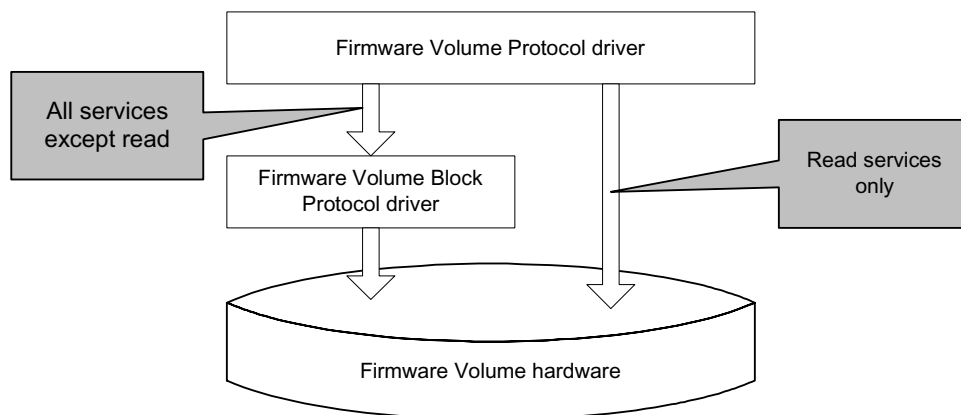 Firmware Volume Protocol driver
All services
except read
Firmware Volume Block
Protocol driver
Read services
only
Firmware Volume hardware